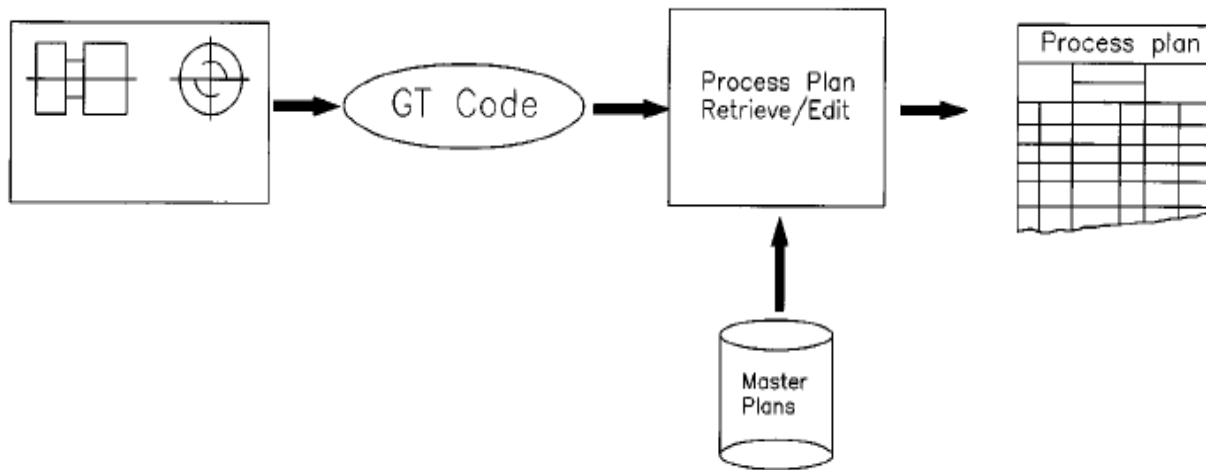 GT Code
Process Plan
Retrieve/Edit
Process plan
Master
Plans